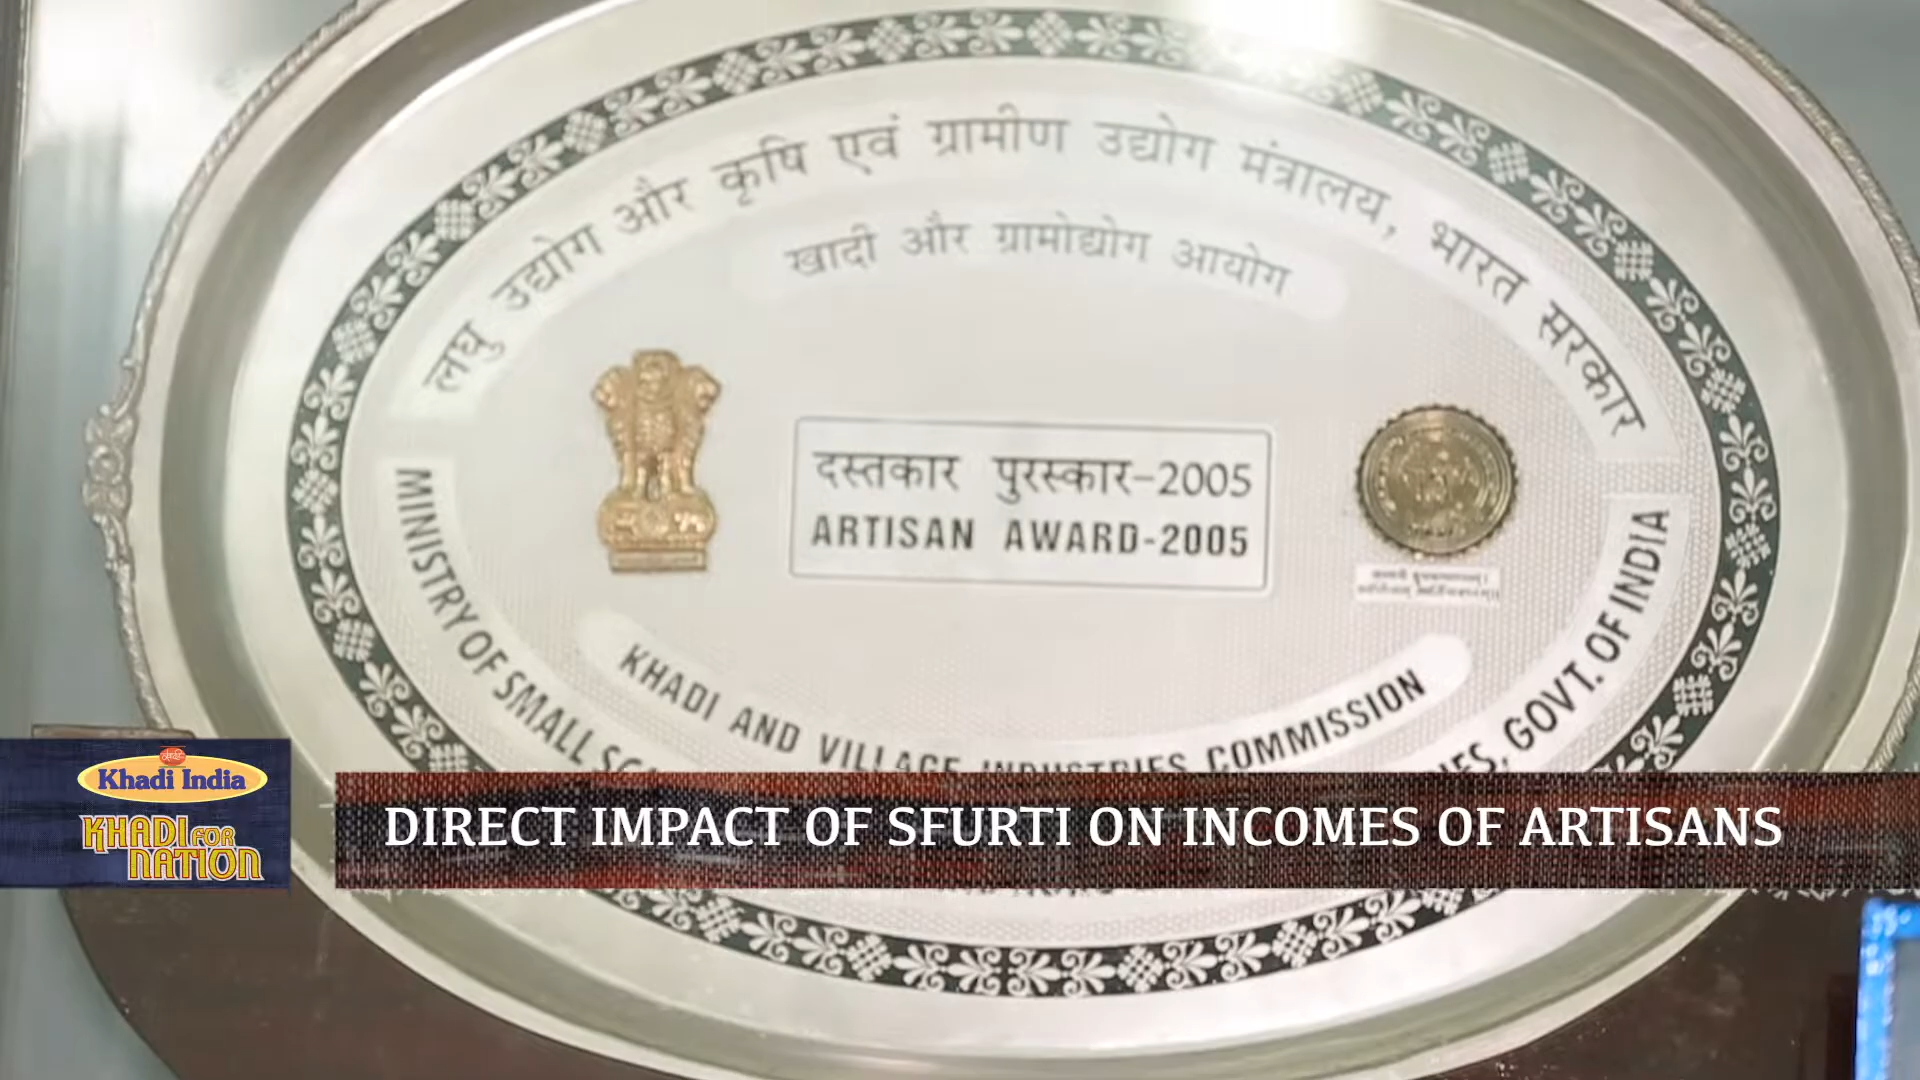 लघु उद्योग और कृषि एवं ग्रामीण उद्योग मंत्रालय, भारत सरकार
खादी और ग्रामोद्योग आयोग
दस्तकार पुरस्कार-2005
ARTISAN AWARD-2005
KHADI AND VILLAGE INDUSTRIES COMMISSION
MINISTRY OF SMALL GOVT. OF INDIA
Khadi India
KHADI FOR
NATION
DIRECT IMPACT OF SFURTI ON INCOMES OF ARTISANS